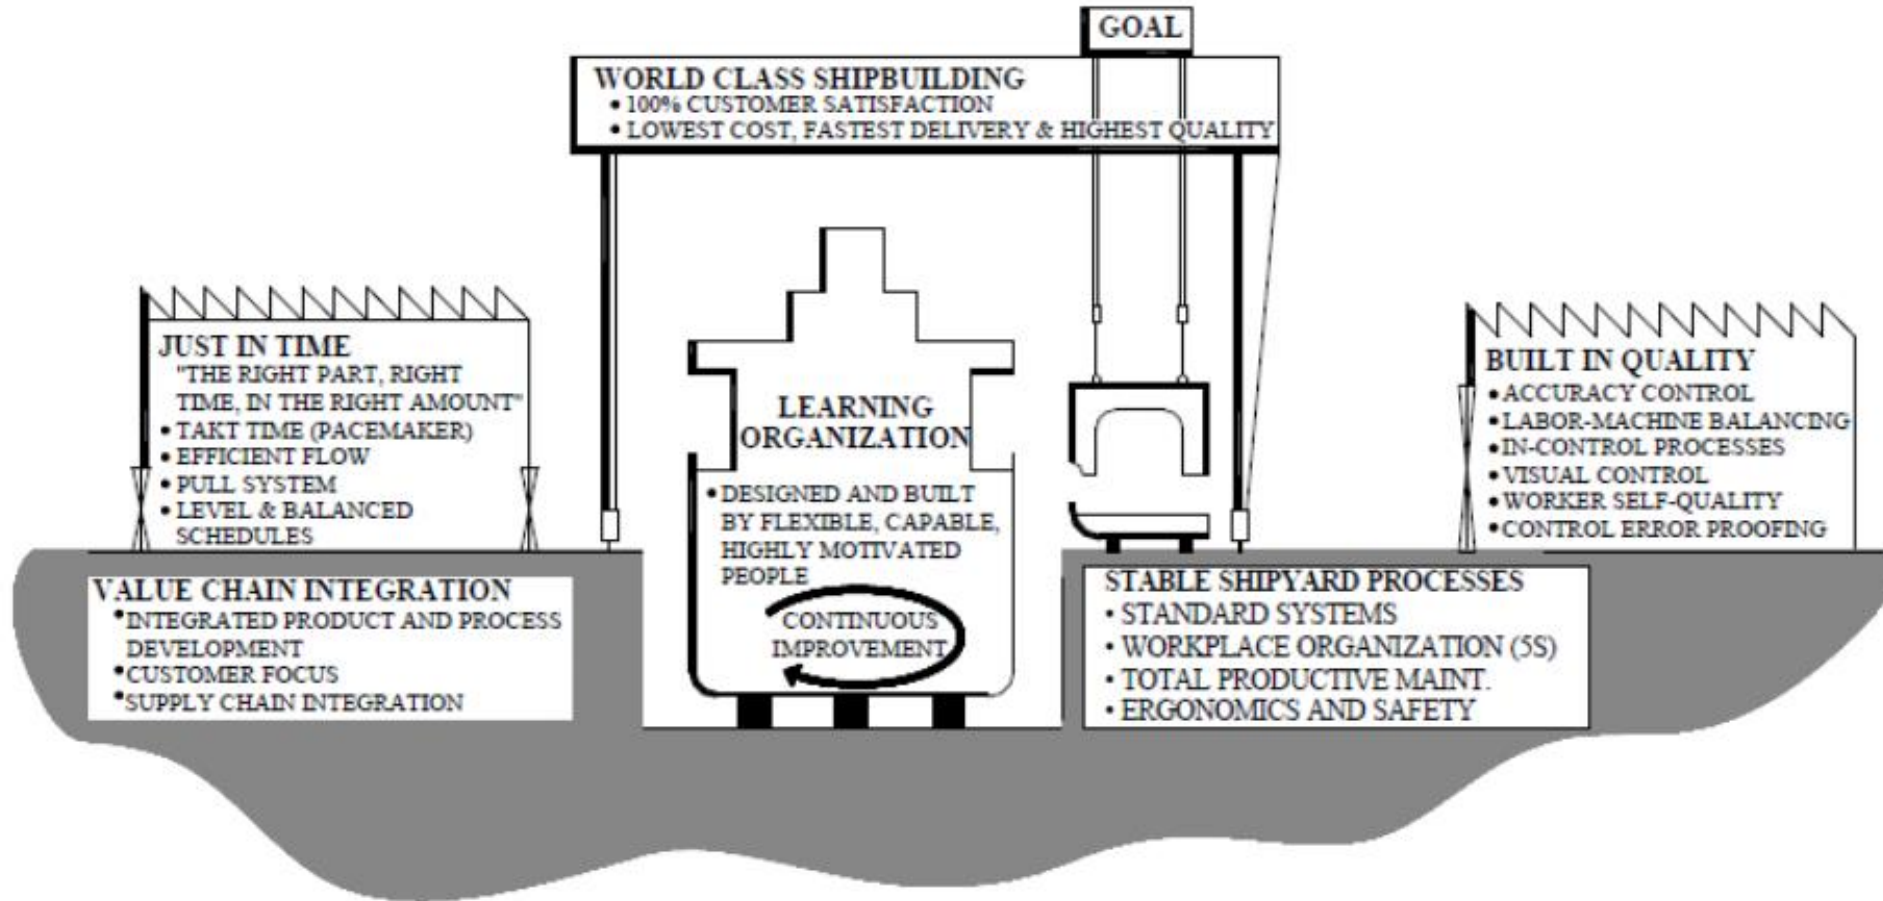 GOAL
WORLD CLASS SHIPBUILDING
• 100% CUSTOMER SATISFACTION
• LOWEST COST, FASTEST DELIVERY & HIGHEST QUALITY
JUST IN TIME
"THE RIGHT PART, RIGHT
TIME, IN THE RIGHT AMOUNT"
• TAKT TIME (PACEMAKER)
• EFFICIENT FLOW
• PULL SYSTEM
• LEVEL & BALANCED
SCHEDULES
LEARNING
ORGANIZATION
• DESIGNED AND BUILT
BY FLEXIBLE, CAPABLE,
HIGHLY MOTIVATED
PEOPLE
CONTINUOUS
IMPROVEMENT
BUILT IN QUALITY
• ACCURACY CONTROL
• LABOR-MACHINE BALANCING
• IN-CONTROL PROCESSES
• VISUAL CONTROL
• WORKER SELF-QUALITY
• CONTROL ERROR PROOFING
VALUE CHAIN INTEGRATION
• INTEGRATED PRODUCT AND PROCESS
DEVELOPMENT
• CUSTOMER FOCUS
• SUPPLY CHAIN INTEGRATION
STABLE SHIPYARD PROCESSES
• STANDARD SYSTEMS
• WORKPLACE ORGANIZATION (5S)
• TOTAL PRODUCTIVE MAINT.
• ERGONOMICS AND SAFETY